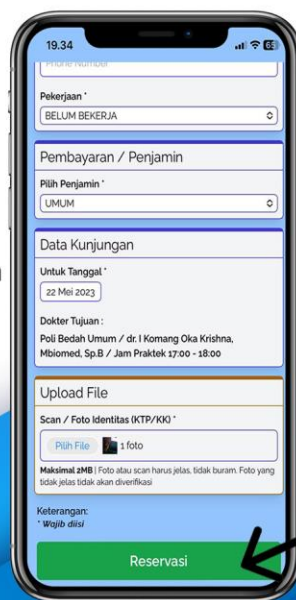 19.34
65
Phone Number
Pekerjaan *
BELUM BEKERJA
Pembayaran / Penjamin
Pilih Penjamin *
UMUM
Data Kunjungan
Untuk Tanggal *
22 Mei 2023
Dokter Tujuan :
Poli Bedah Umum / dr. I Komang Oka Krishna,
Mbiomed, Sp.B / Jam Praktek 17:00 - 18:00
Upload File
Scan / Foto Identitas (KTP/KK) *
Pilih File 1 foto
Maksimal 2MB | Foto atau scan harus jelas, tidak buram. Foto yang
tidak jelas tidak akan diverifikasi
Keterangan:
* Wajib diisi
Reservasi